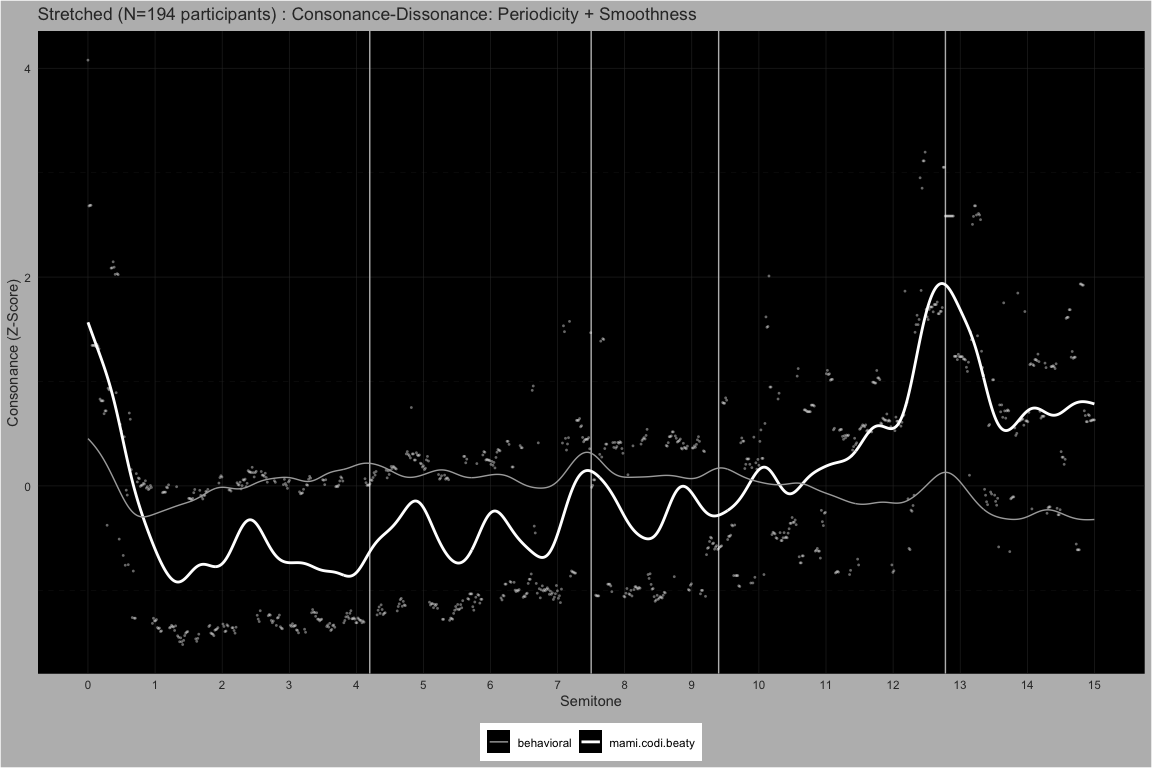 Stretched (N=194 participants) : Consonance-Dissonance: Periodicity + Smoothness
Consonance (Z-Score)
4
2
0
0 1 2 3 4 5 6 7 8 9 10 11 12 13 14 15
Semitone
behavioral mami.codi.beaty